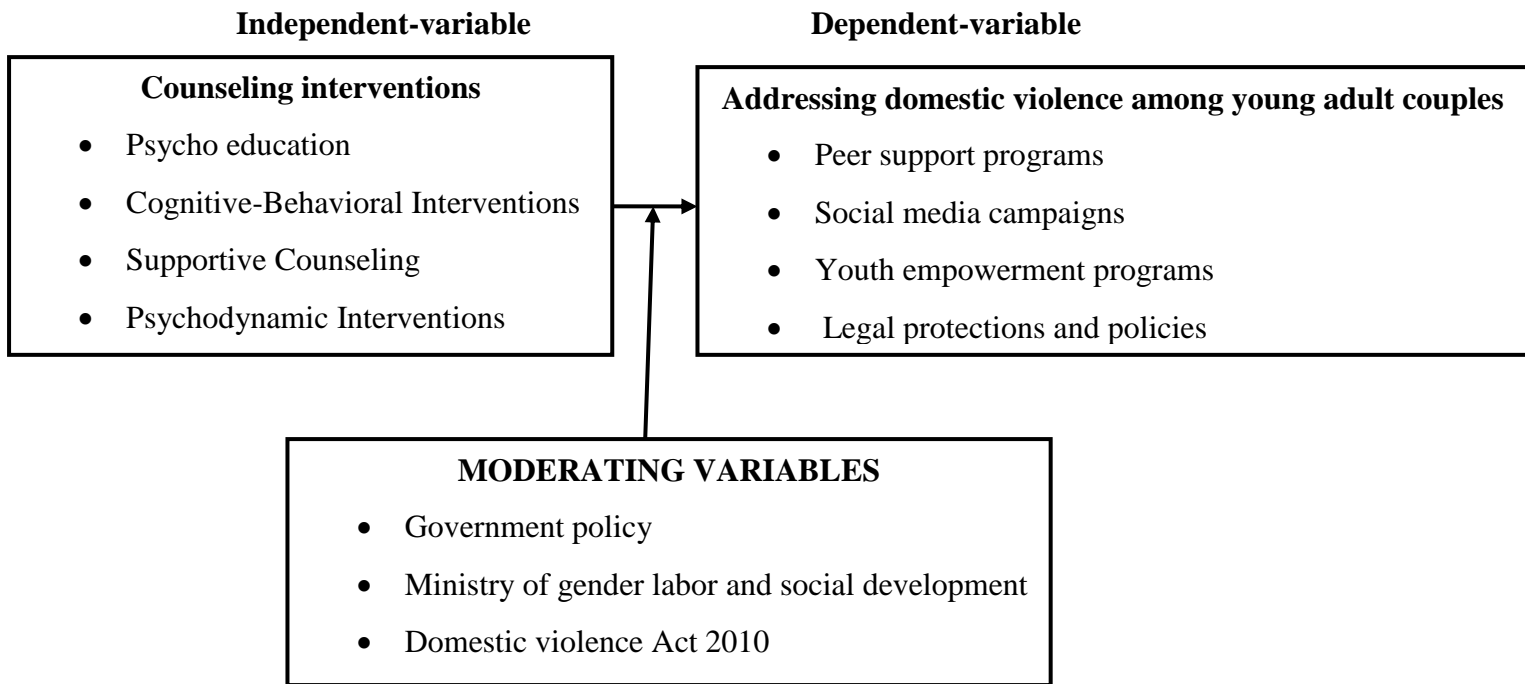 Independent-variable
Dependent-variable
Counseling interventions
• Psycho education
• Cognitive-Behavioral Interventions
• Supportive Counseling
• Psychodynamic Interventions
Addressing domestic violence among young adult couples
• Peer support programs
• Social media campaigns
• Youth empowerment programs
• Legal protections and policies
MODERATING VARIABLES
• Government policy
• Ministry of gender labor and social development
• Domestic violence Act 2010